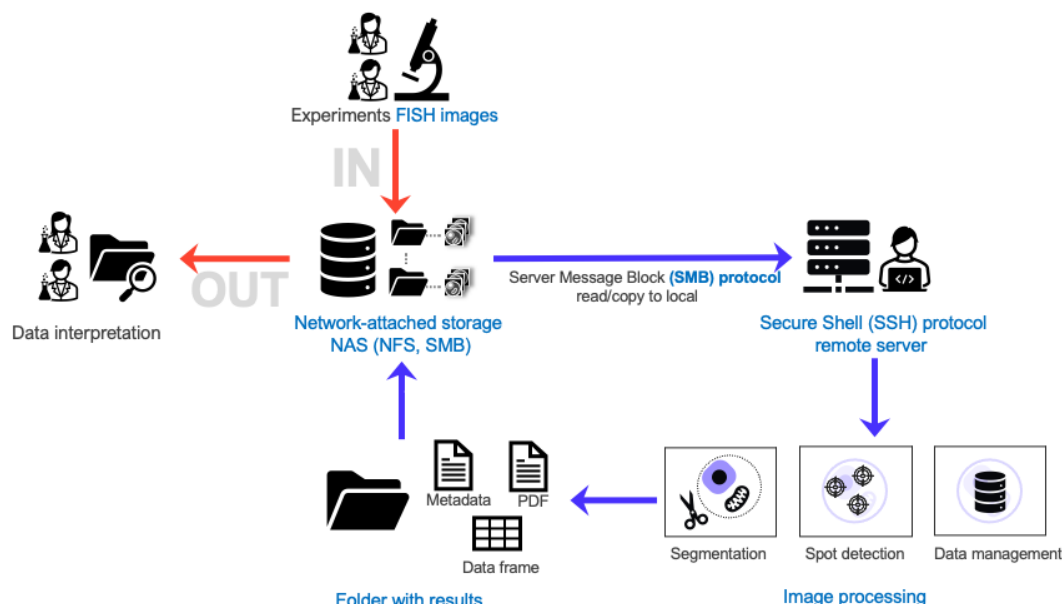 Experiments FISH images
IN
OUT
Data interpretation
Network-attached storage
NAS (NFS, SMB)
Server Message Block (SMB) protocol
read/copy to local
Secure Shell (SSH) protocol
remote server
Metadata
PDF
Data frame
Folder with results
Segmentation
Spot detection
Data management
Image processing